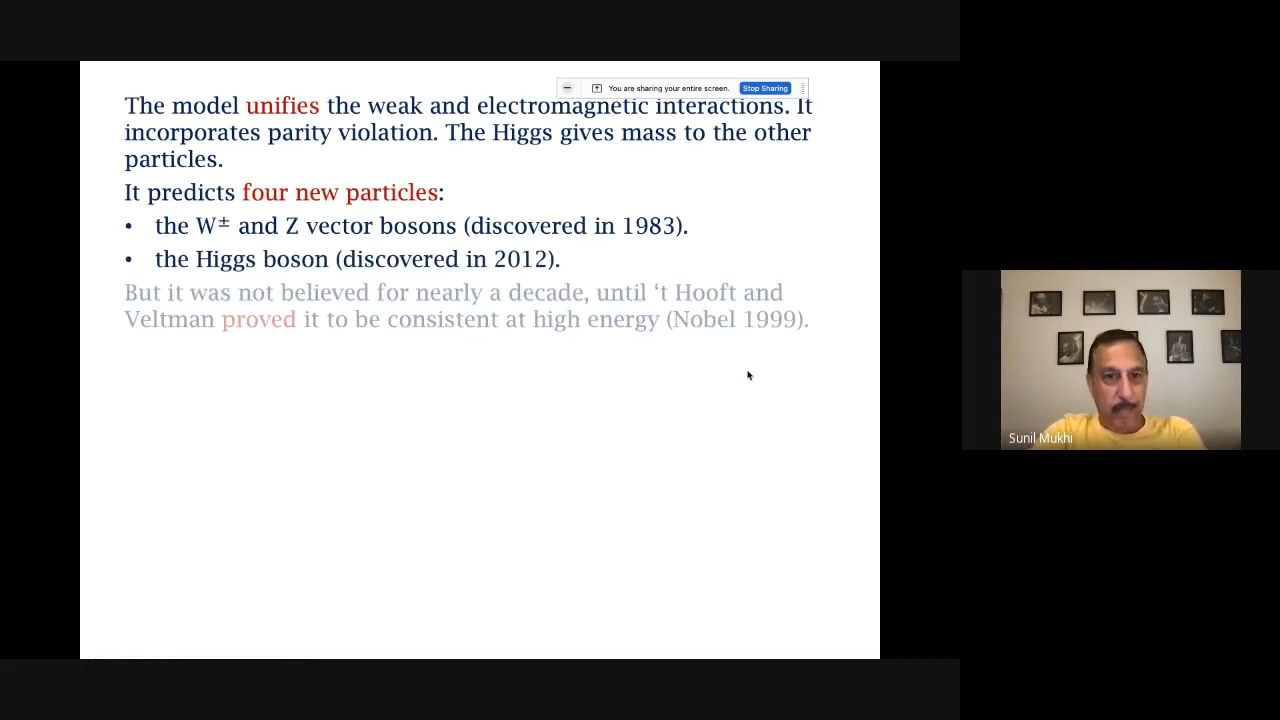 You are sharing your entire screen. Stop Sharing
The model unifies the weak and electromagnetic interactions. It
incorporates parity violation. The Higgs gives mass to the other
particles.
It predicts four new particles:
• the W± and Z vector bosons (discovered in 1983).
• the Higgs boson (discovered in 2012).
But it was not believed for nearly a decade, until ‘t Hooft and
Veltman proved it to be consistent at high energy (Nobel 1999).
Sunil Mukhi